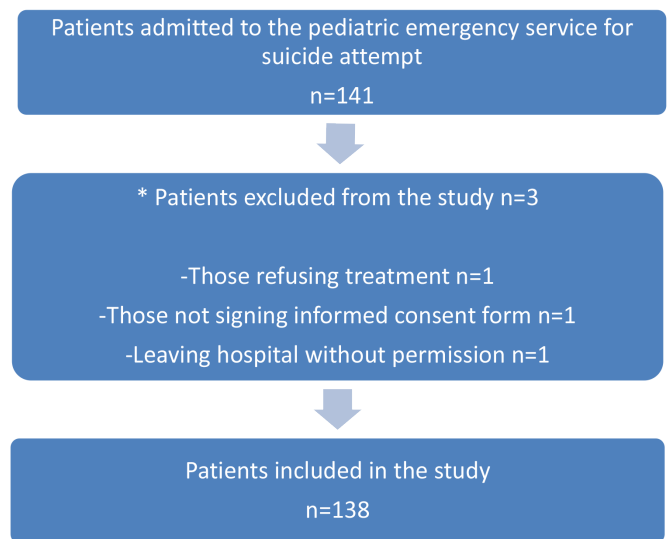 Patients admitted to the pediatric emergency service for
suicide attempt
n=141
* Patients excluded from the study n=3
-Those refusing treatment n=1
-Those not signing informed consent form n=1
-Leaving hospital without permission n=1
Patients included in the study
n=138